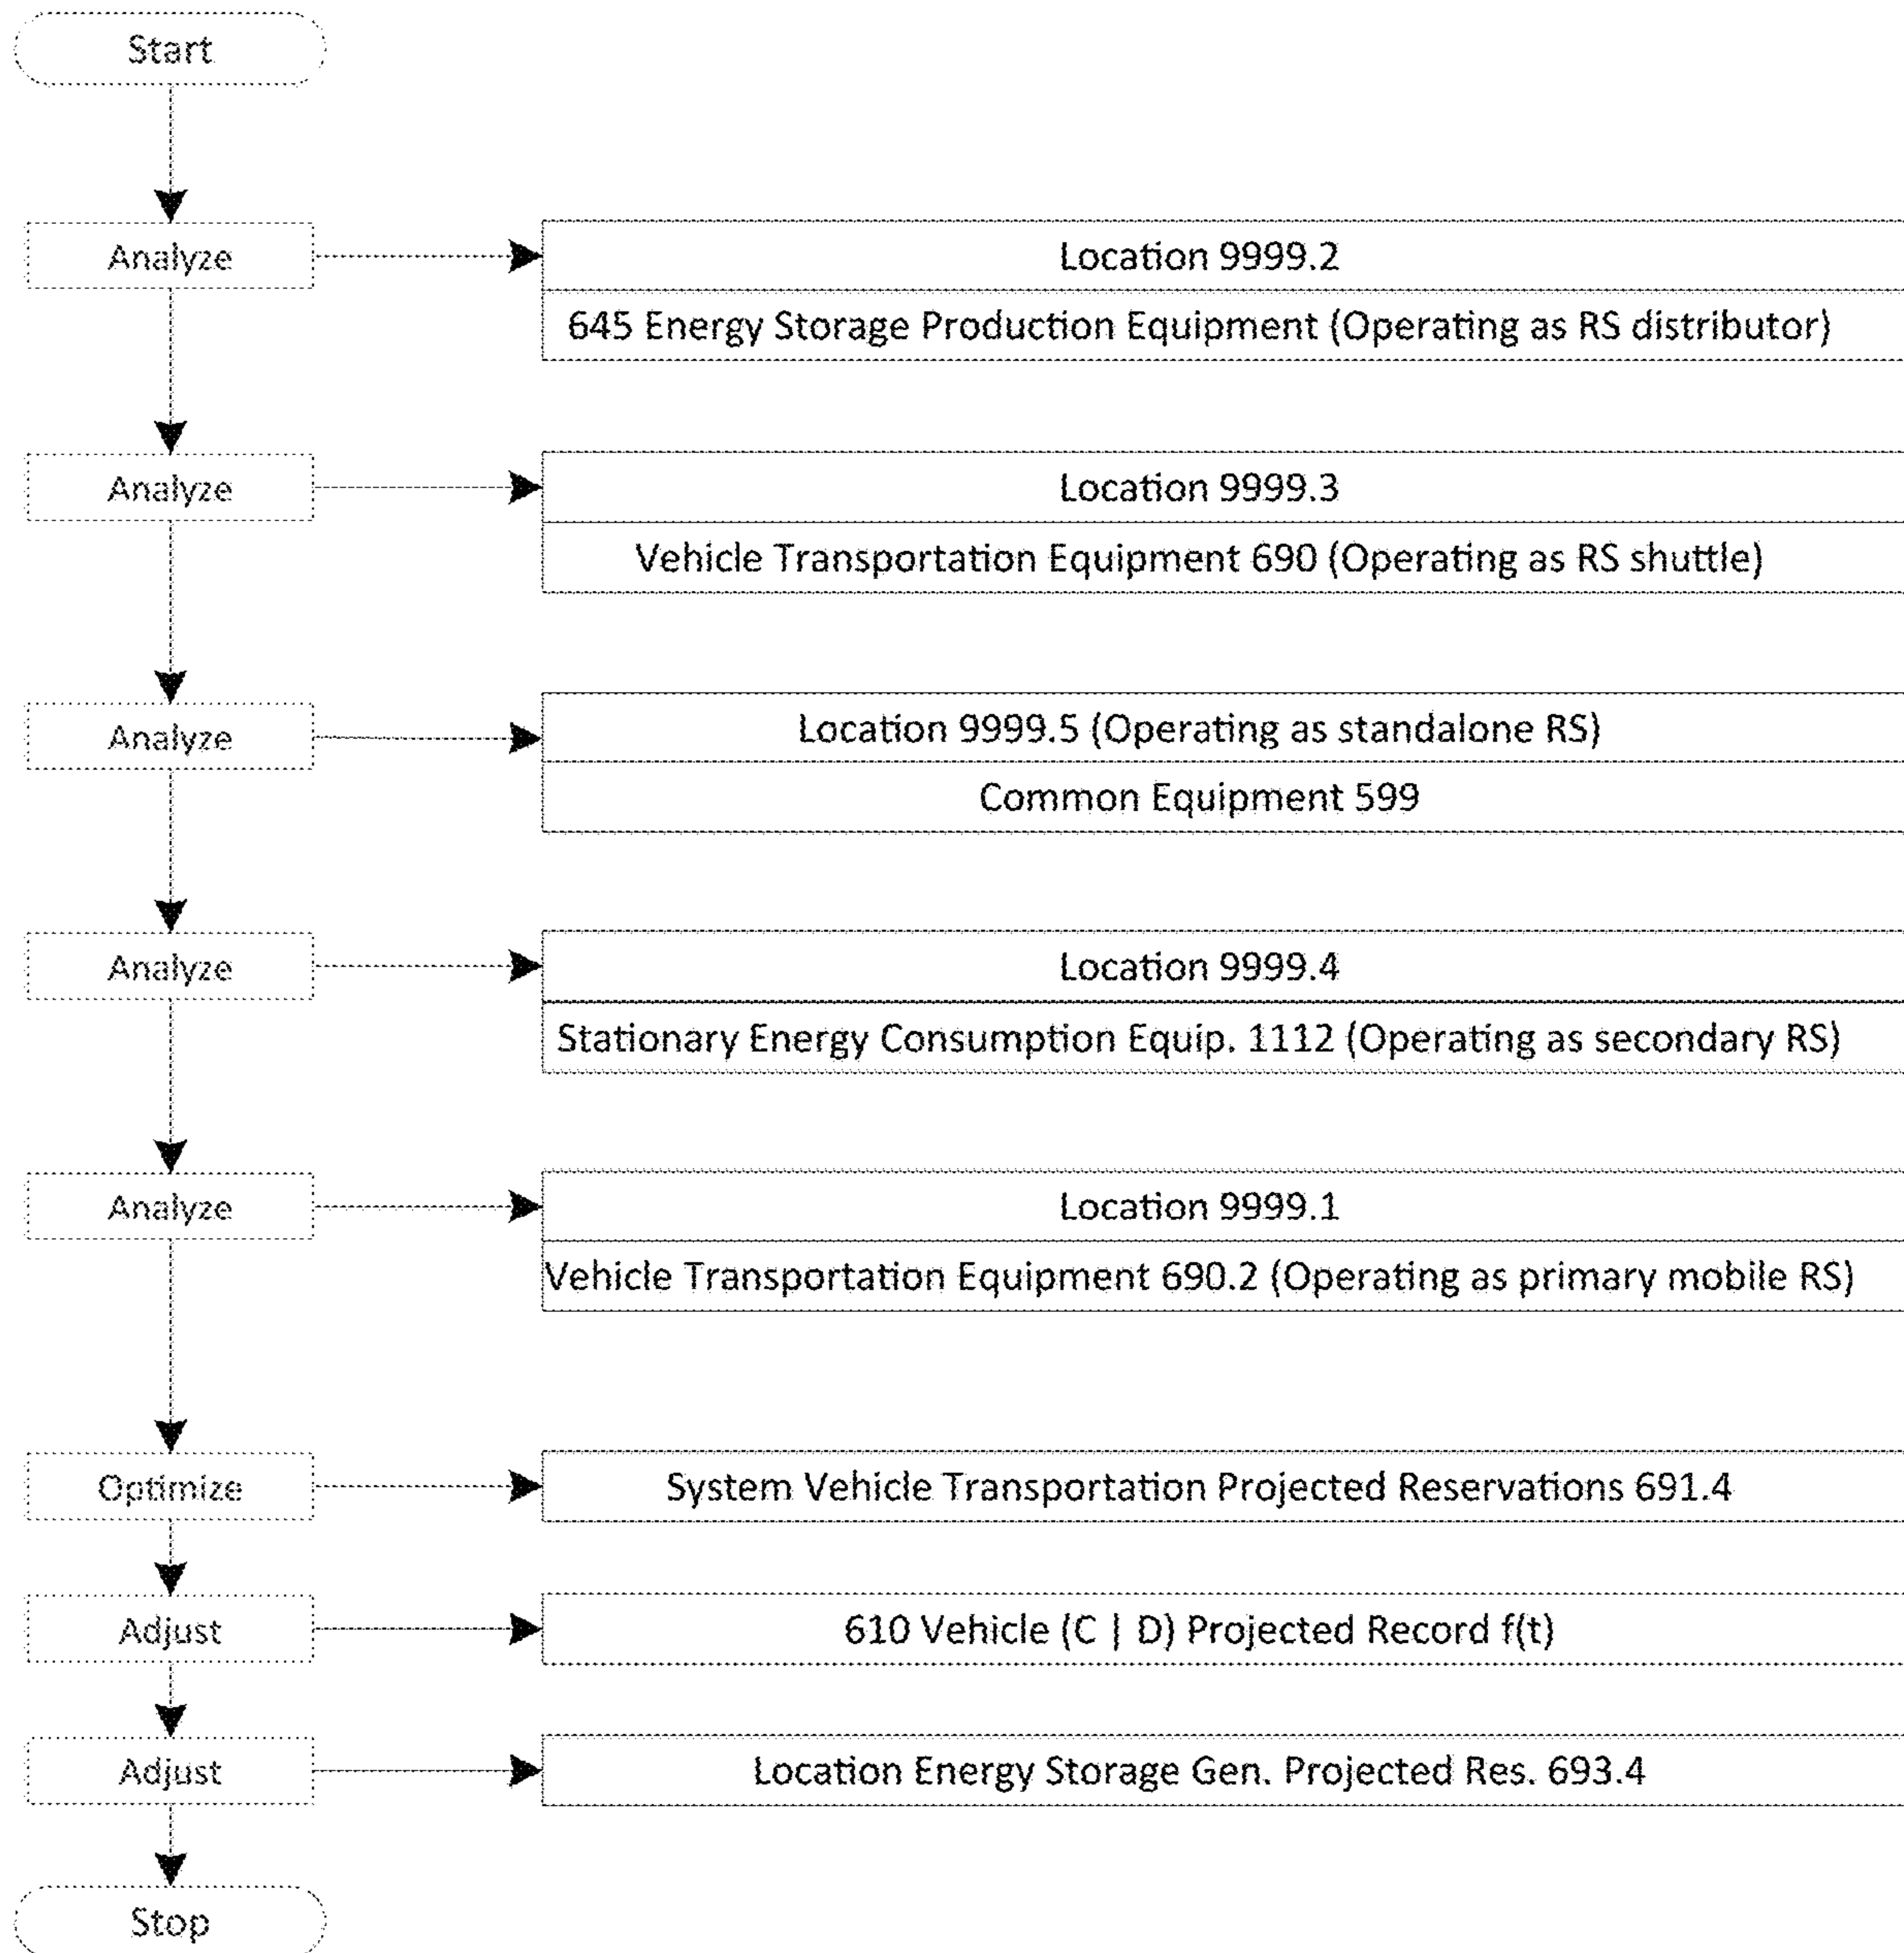 Start
Analyze
Location 9999.2
645 Energy Storage Production Equipment (Operating as RS distributor)
Analyze
Location 9999.3
Vehicle Transportation Equipment 690 (Operating as RS shuttle)
Analyze
Location 9999.5 (Operating as standalone RS)
Common Equipment 599
Analyze
Location 9999.4
Stationary Energy Consumption Equip. 1112 (Operating as secondary RS)
Analyze
Location 9999.1
Vehicle Transportation Equipment 690.2 (Operating as primary mobile RS)
Optimize
System Vehicle Transportation Projected Reservations 691.4
Adjust
610 Vehicle (C | D) Projected Record f(t)
Adjust
Location Energy Storage Gen. Projected Res. 693.4
Stop